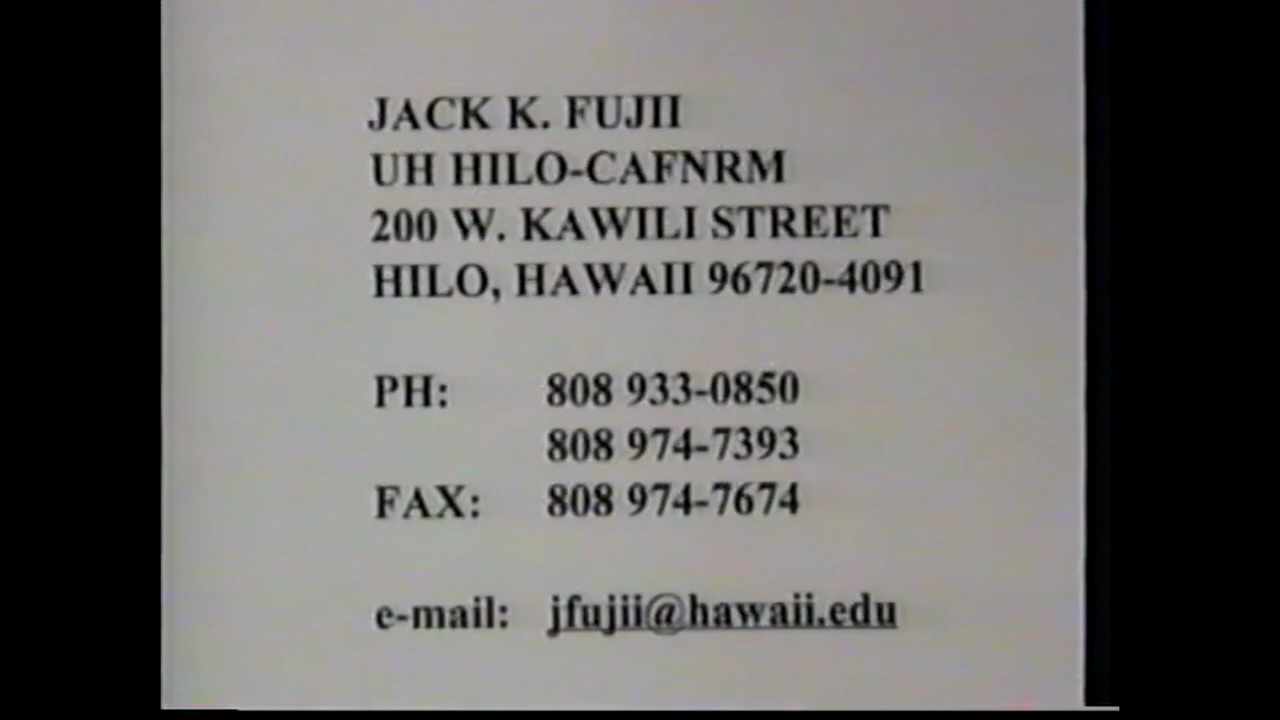 JACK K. FUJII
UH HILO-CAFNRM
200 W. KAWILI STREET
HILO, HAWAII 96720-4091
PH: 808 933-0850
808 974-7393
FAX: 808 974-7674
e-mail: jfujii@hawaii.edu